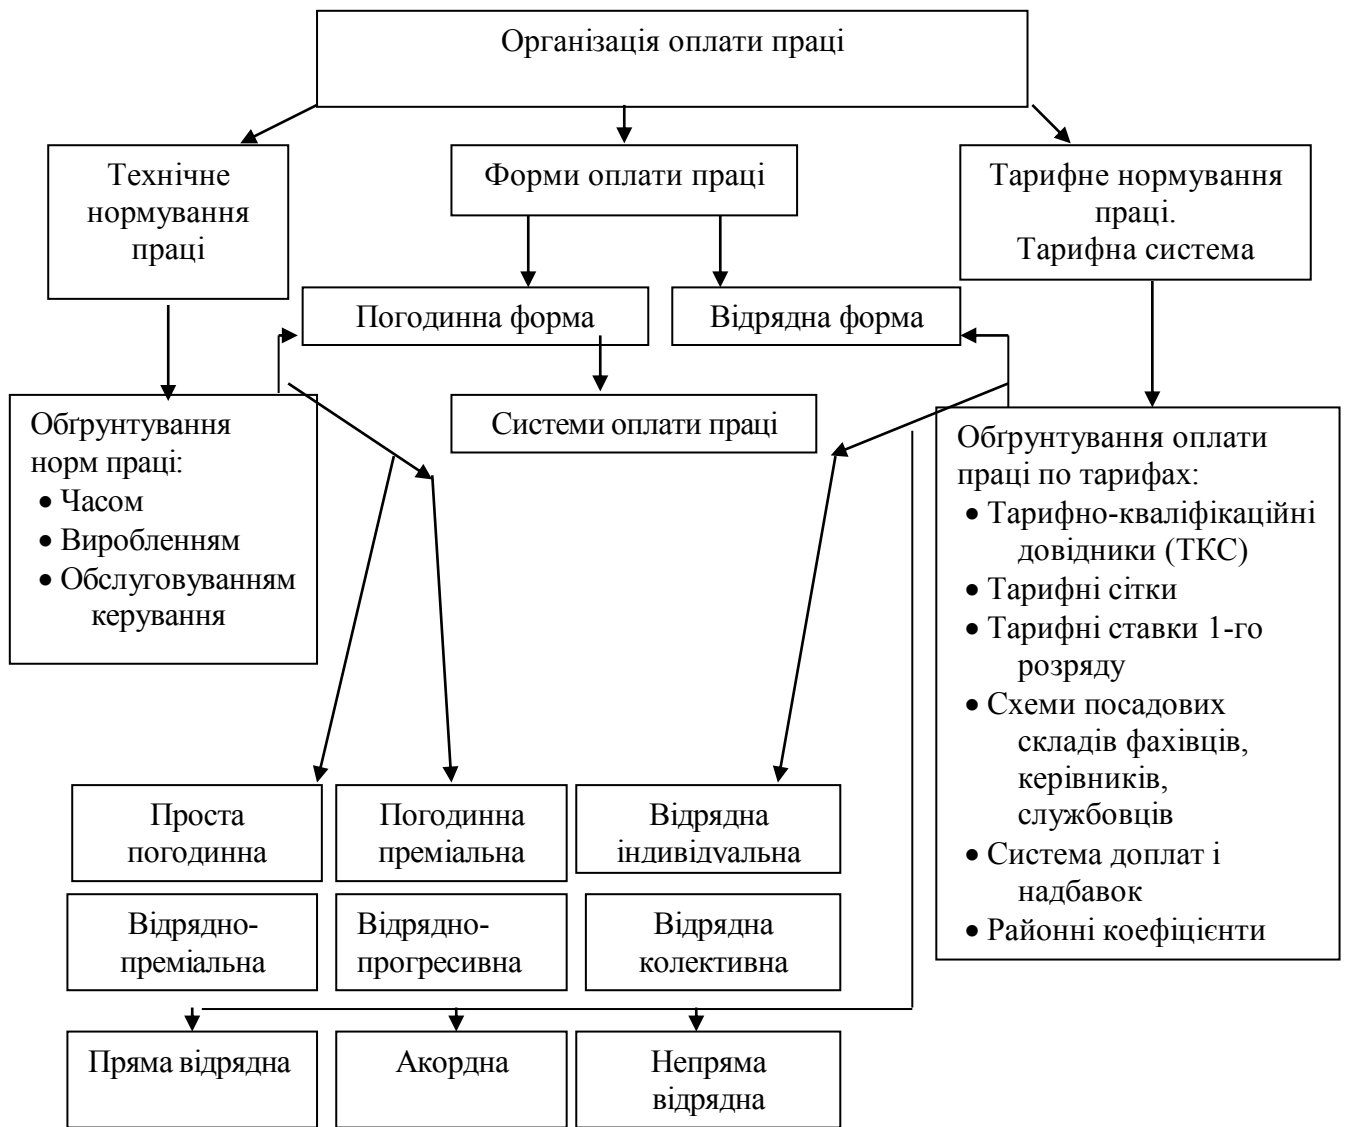 Організація оплати праці
Технічне
нормування
праці
Форми оплати праці
Тарифне нормування
праці.
Тарифна система
Погодинна форма
Відрядна форма
Обґрунтування
норм праці:
• Часом
• Виробленням
• Обслуговуванням
керування
Системи оплати праці
Обґрунтування оплати
праці по тарифах:
• Тарифно-кваліфікаційні
довідники (ТКС)
• Тарифні сітки
• Тарифні ставки 1-го
розряду
• Схеми посадових
складів фахівців,
керівників,
службовців
• Система доплат і
надбавок
• Районні коефіцієнти
Проста
погодинна
Погодинна
преміальна
Відрядна
індивідуальна
Відрядно-
преміальна
Відрядно-
прогресивна
Відрядна
колективна
Пряма відрядна
Акордна
Непряма
відрядна